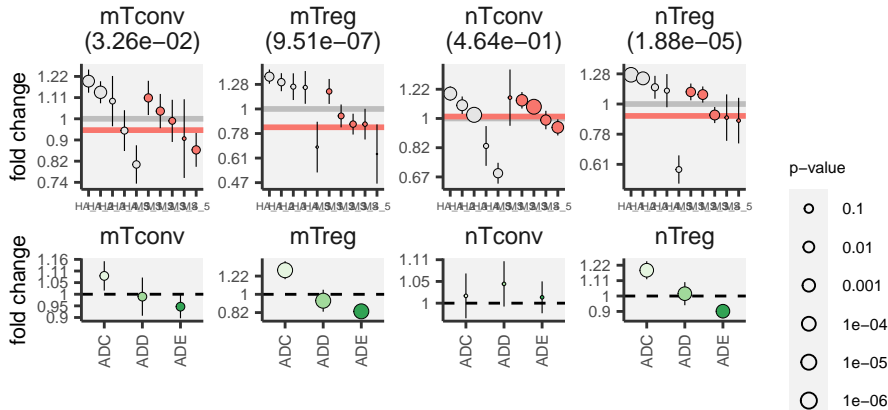 mTconv
(3.26e−02)
mTreg
(9.51e−07)
nTconv
(4.64e−01)
nTreg
(1.88e−05)
fold change
1.22
1.11
1
0.9
0.82
0.74
1.28
1
0.78
0.61
0.47
1.22
1
0.82
0.67
1.28
1
0.78
0.61
mTconv
mTreg
nTconv
nTreg
fold change
1.16
1.11
1.05
1
0.95
0.9
1.22
1
0.82
1.11
1.05
1
1.22
1.11
1
0.9
ADC
ADD
ADE
ADC
ADD
ADE
ADC
ADD
ADE
ADC
ADD
ADE
p−value
0.1
0.01
0.001
1e−04
1e−05
1e−06